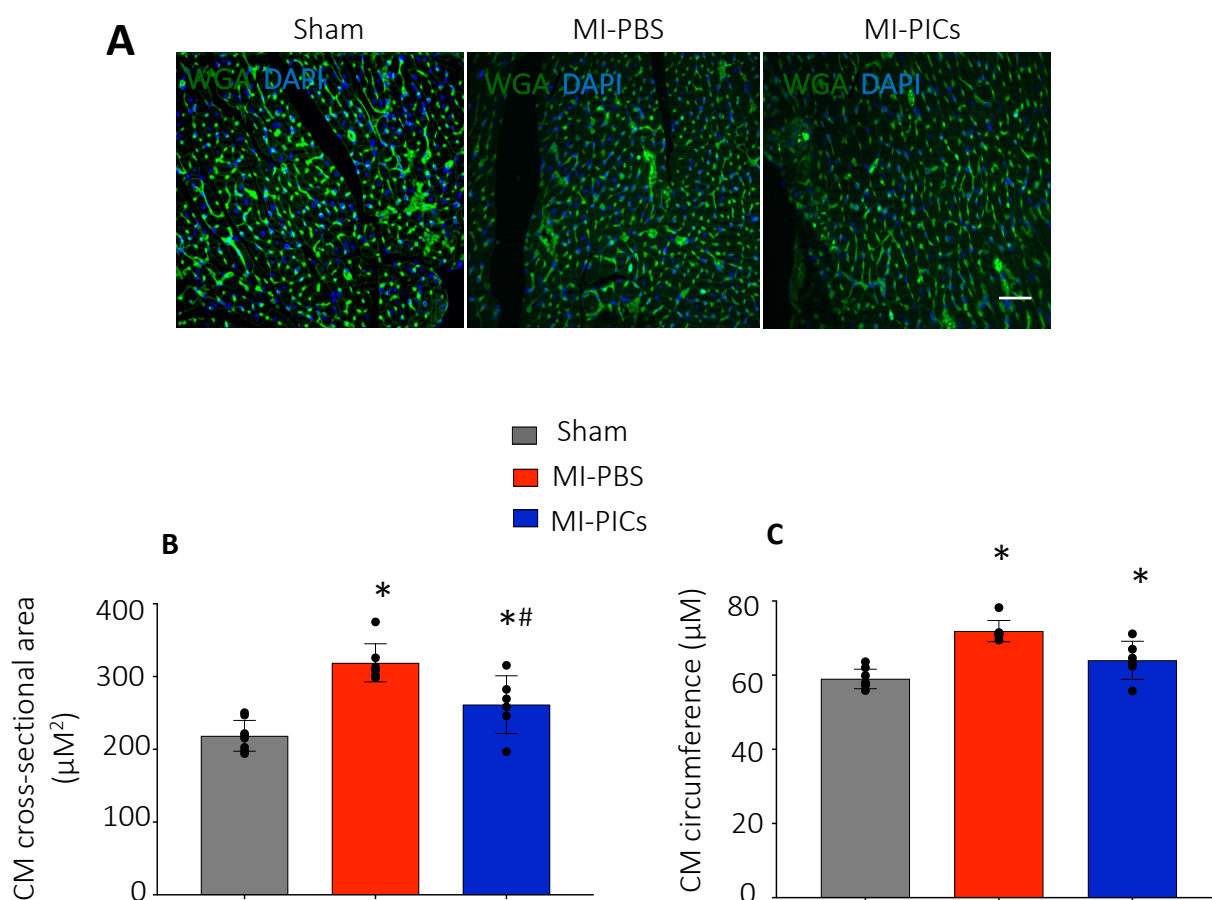 A
Sham
MI-PBS
MI-PICs
WGA DAPI
WGA DAPI
WGA DAPI
Sham
MI-PBS
MI-PICs
B
CM cross-sectional area
(µM²)
400
300
200
100
0
*
*#
C
CM circumference (µM)
80
60
40
20
0
*
*